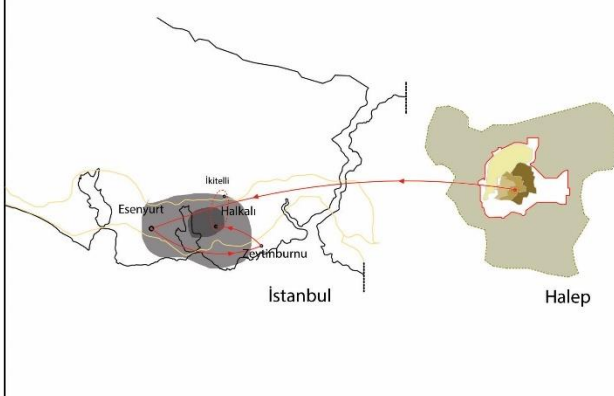 İkitelli
Esenyurt
Halkalı
Zeytinburnu
İstanbul
Halep